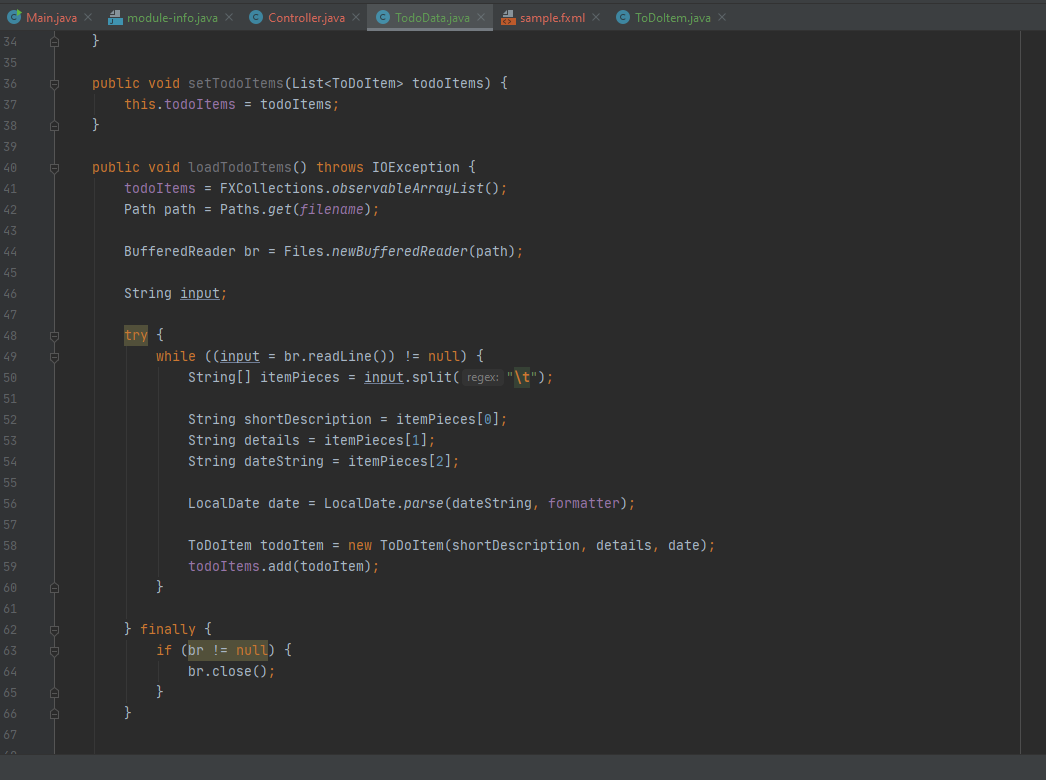 Main.java module-info.java Controller.java TodoData.java sample.fxml ToDoItem.java
34 }
35
36 public void setTodoItems(List<ToDoItem> todoItems) {
37 this.todoItems = todoItems;
38 }
39
40 public void loadTodoItems() throws IOException {
41 todoItems = FXCollections.observableArrayList();
42 Path path = Paths.get(filename);
43
44 BufferedReader br = Files.newBufferedReader(path);
45
46 String input;
47
48 try {
49 while ((input = br.readLine()) != null) {
50 String[] itemPieces = input.split( regex: "\t");
51
52 String shortDescription = itemPieces[0];
53 String details = itemPieces[1];
54 String dateString = itemPieces[2];
55
56 LocalDate date = LocalDate.parse(dateString, formatter);
57
58 ToDoItem todoItem = new ToDoItem(shortDescription, details, date);
59 todoItems.add(todoItem);
60 }
61
62 } finally {
63 if (br != null) {
64 br.close();
65 }
66 }
67